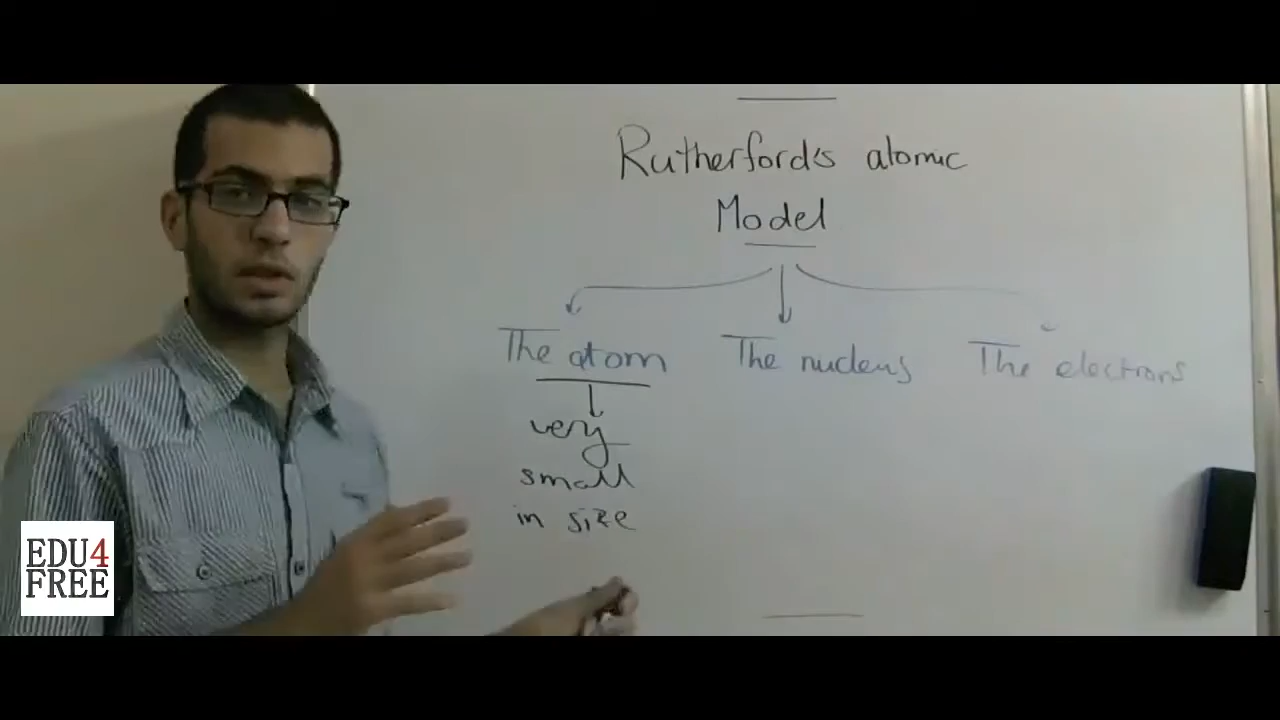 Rutherford's atomic
Model
The atom
The nucleus
The electrons
very
small
in size
EDU4
FREE